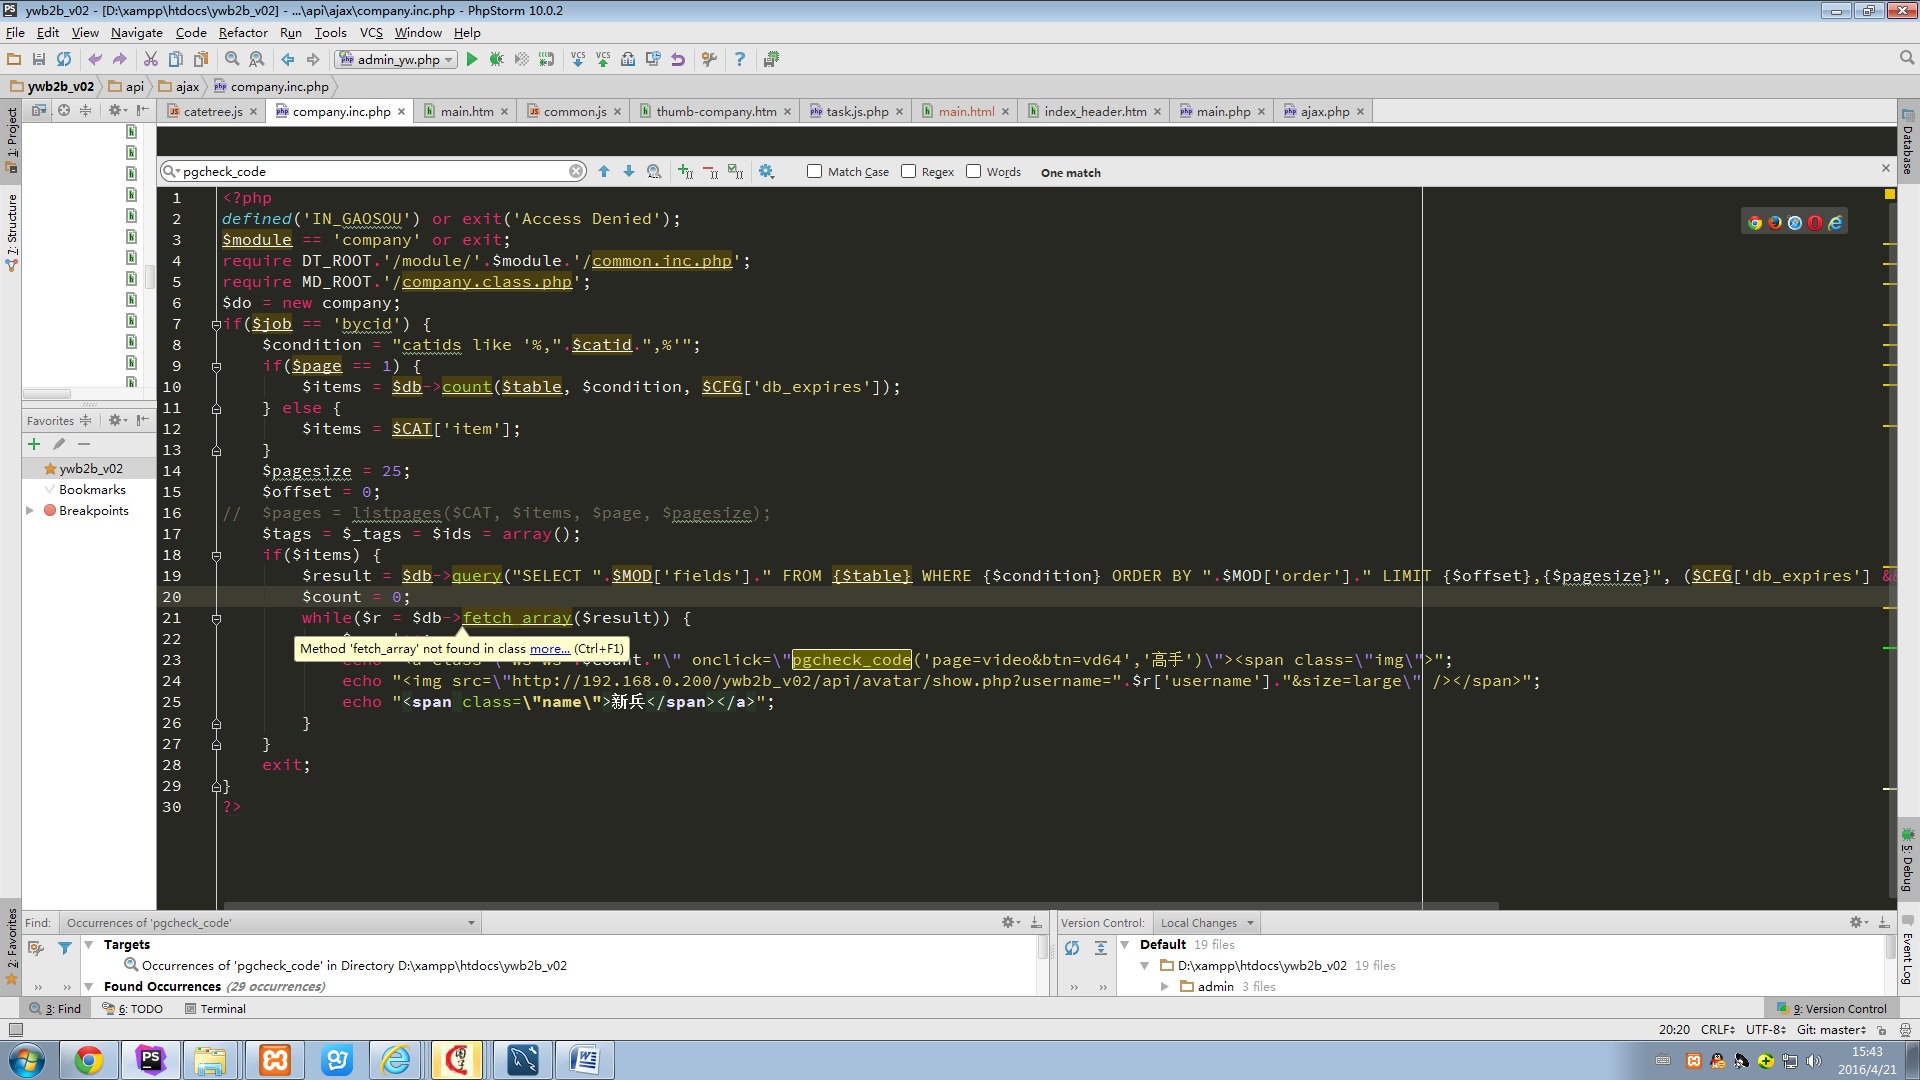 ywb2b_v02 - [D:\xampp\htdocs\ywb2b_v02] - ...\api\ajax\company.inc.php - PhpStorm 10.0.2
File Edit View Navigate Code Refactor Run Tools VCS Window Help
admin_yw.php
ywb2b_v02 api ajax company.inc.php
catetree.js company.inc.php main.htm common.js thumb-company.htm task.js.php main.html index_header.htm main.php ajax.php
pgcheck_code Match Case Regex Words One match
1 <?php
2 defined('IN_GAOSOU') or exit('Access Denied');
3 $module == 'company' or exit;
4 require DT_ROOT.'/module/'.$module.'/common.inc.php';
5 require MD_ROOT.'/company.class.php';
6 $do = new company;
7 if($job == 'bycid') {
8 $condition = "catids like '%,".$catid.",%'";
9 if($page == 1) {
10 $items = $db->count($table, $condition, $CFG['db_expires']);
11 } else {
12 $items = $CAT['item'];
13 }
14 $pagesize = 25;
15 $offset = 0;
16 // $pages = listpages($CAT, $items, $page, $pagesize);
17 $tags = $_tags = $ids = array();
18 if($items) {
19 $result = $db->query("SELECT ".$MOD['fields']." FROM {$table} WHERE {$condition} ORDER BY ".$MOD['order']." LIMIT {$offset},{$pagesize}", ($CFG['db_expires'] &&
20 $count = 0;
21 while($r = $db->fetch_array($result)) {
22
Method 'fetch_array' not found in class more... (Ctrl+F1)
23 onclick=\"pgcheck_code('page=video&btn=vd64','高手')\"><span class=\"img\">";
24 echo "<img src=\"http://192.168.0.200/ywb2b_v02/api/avatar/show.php?username=".$r['username']."&size=large\" /></span>";
25 echo "<span class=\"name\">新兵</span></a>";
26 }
27 }
28 exit;
29 }
30 ?>
1: Project
7: Structure
2: Favorites
Favorites
ywb2b_v02
Bookmarks
Breakpoints
Database
5: Debug
Event Log
Find: Occurrences of 'pgcheck_code'
Targets
Occurrences of 'pgcheck_code' in Directory D:\xampp\htdocs\ywb2b_v02
Found Occurrences (29 occurrences)
Version Control: Local Changes
Default 19 files
D:\xampp\htdocs\ywb2b_v02 19 files
admin 3 files
3: Find 6: TODO Terminal 9: Version Control
20:20 CRLF UTF-8 Git: master
15:43
2016/4/21